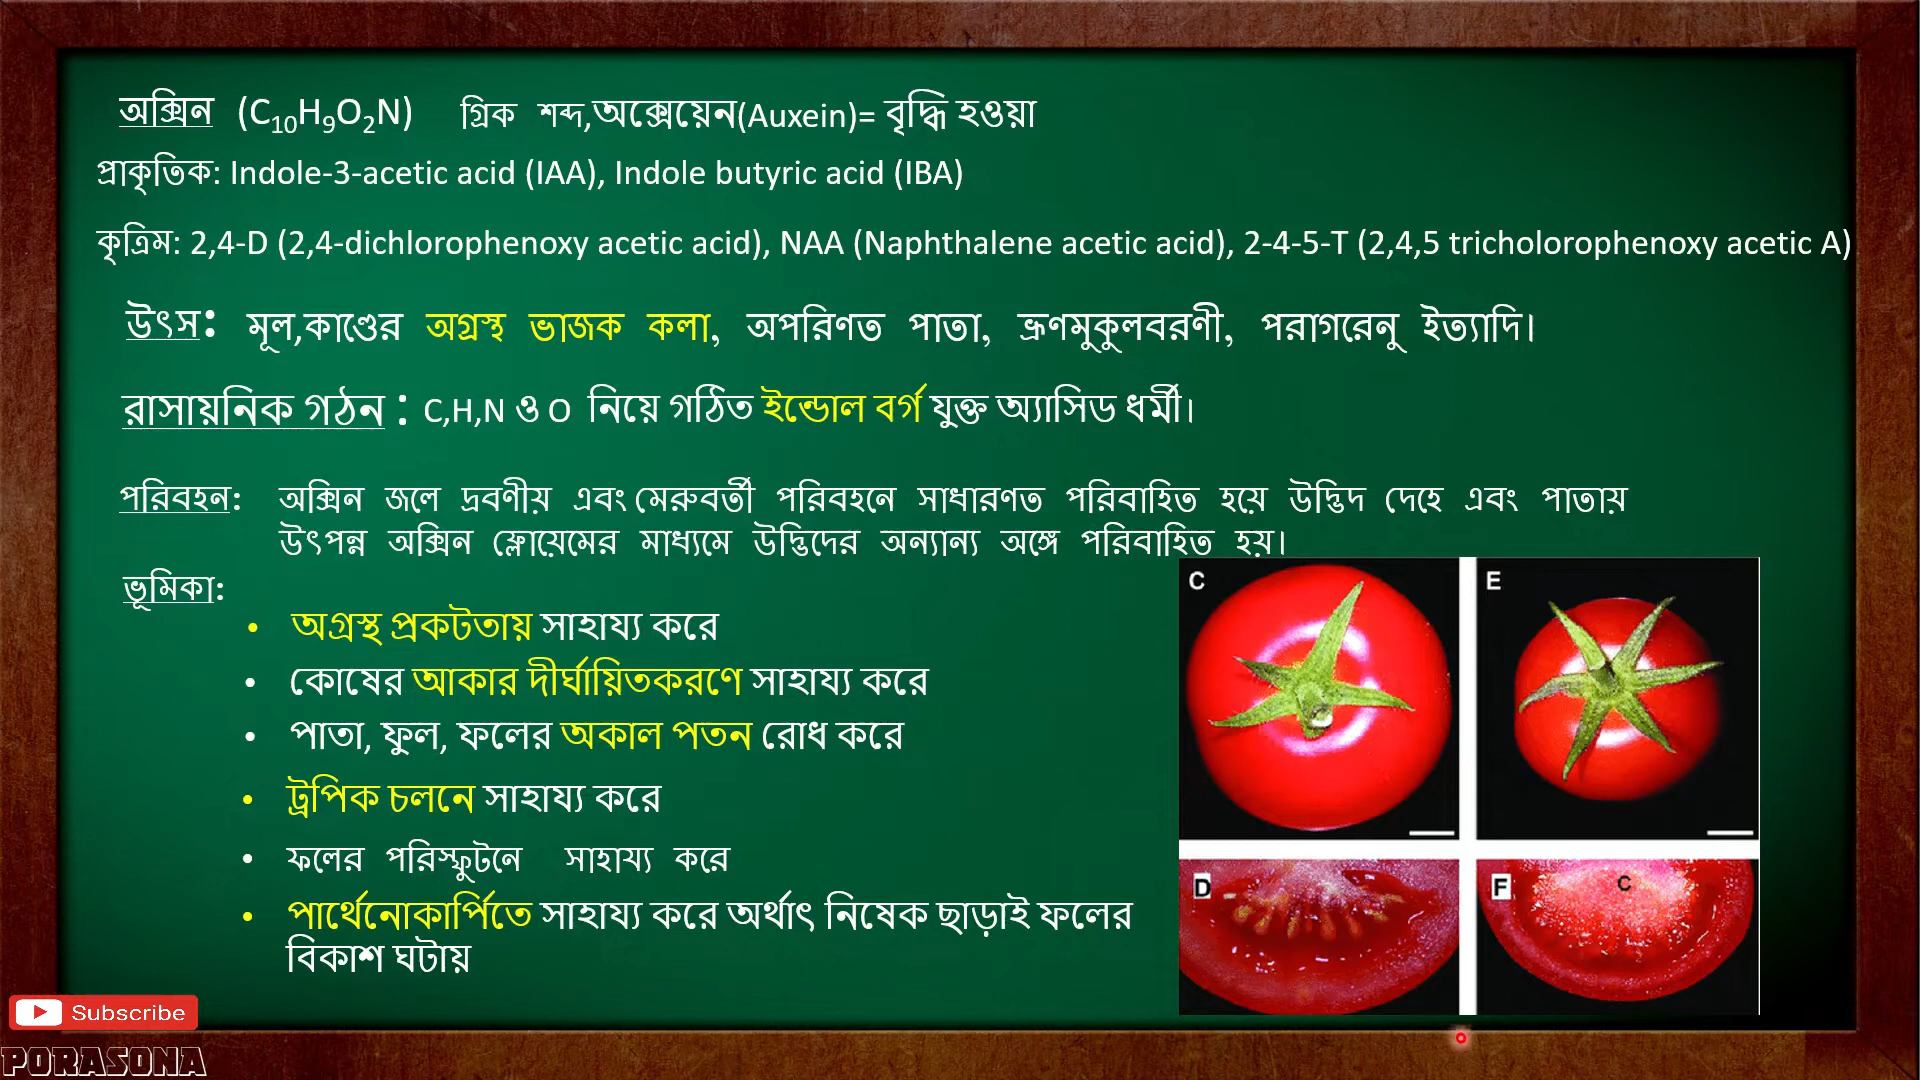 অক্সিন (C₁₀H₉O₂N) গ্রিক শব্দ,অক্সেয়েন(Auxein)= বৃদ্ধি হওয়া
প্রাকৃতিক: Indole-3-acetic acid (IAA), Indole butyric acid (IBA)
কৃত্রিম: 2,4-D (2,4-dichlorophenoxy acetic acid), NAA (Naphthalene acetic acid), 2-4-5-T (2,4,5 tricholorophenoxy acetic A)
উৎস: মূল,কাণ্ডের অগ্রস্থ ভাজক কলা, অপরিণত পাতা, ভ্রূণমুকুলবরণী, পরাগরেনু ইত্যাদি।
রাসায়নিক গঠন : C,H,N ও O নিয়ে গঠিত ইন্ডোল বর্গ যুক্ত অ্যাসিড ধর্মী।
পরিবহন: অক্সিন জলে দ্রবণীয় এবং মেরুবর্তী পরিবহনে সাধারণত পরিবাহিত হয়ে উদ্ভিদ দেহে এবং পাতায়
উৎপন্ন অক্সিন ফ্লোয়েমের মাধ্যমে উদ্ভিদের অন্যান্য অঙ্গে পরিবাহিত হয়।
ভূমিকা:
• অগ্রস্থ প্রকটতায় সাহায্য করে
• কোষের আকার দীর্ঘায়িতকরণে সাহায্য করে
• পাতা, ফুল, ফলের অকাল পতন রোধ করে
• ট্রপিক চলনে সাহায্য করে
• ফলের পরিস্ফুটনে সাহায্য করে
• পার্থেনোকার্পিতে সাহায্য করে অর্থাৎ নিষেক ছাড়াই ফলের
বিকাশ ঘটায়
C
E
D
F
C
Subscribe
PORASONA